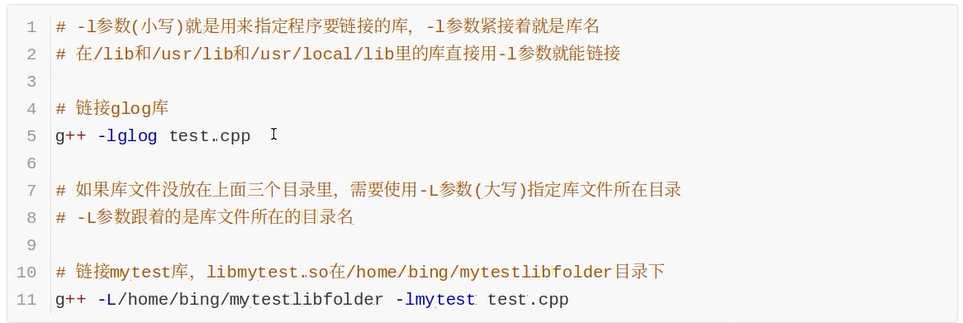 1 # -l参数(小写)就是用来指定程序要链接的库，-l参数紧接着就是库名
2 # 在/lib和/usr/lib和/usr/local/lib里的库直接用-l参数就能链接
3
4 # 链接glog库
5 g++ -lglog test.cpp
6
7 # 如果库文件没放在上面三个目录里，需要使用-L参数(大写)指定库文件所在目录
8 # -L参数跟着的是库文件所在的目录名
9
10 # 链接mytest库，libmytest.so在/home/bing/mytestlibfolder目录下
11 g++ -L/home/bing/mytestlibfolder -lmytest test.cpp